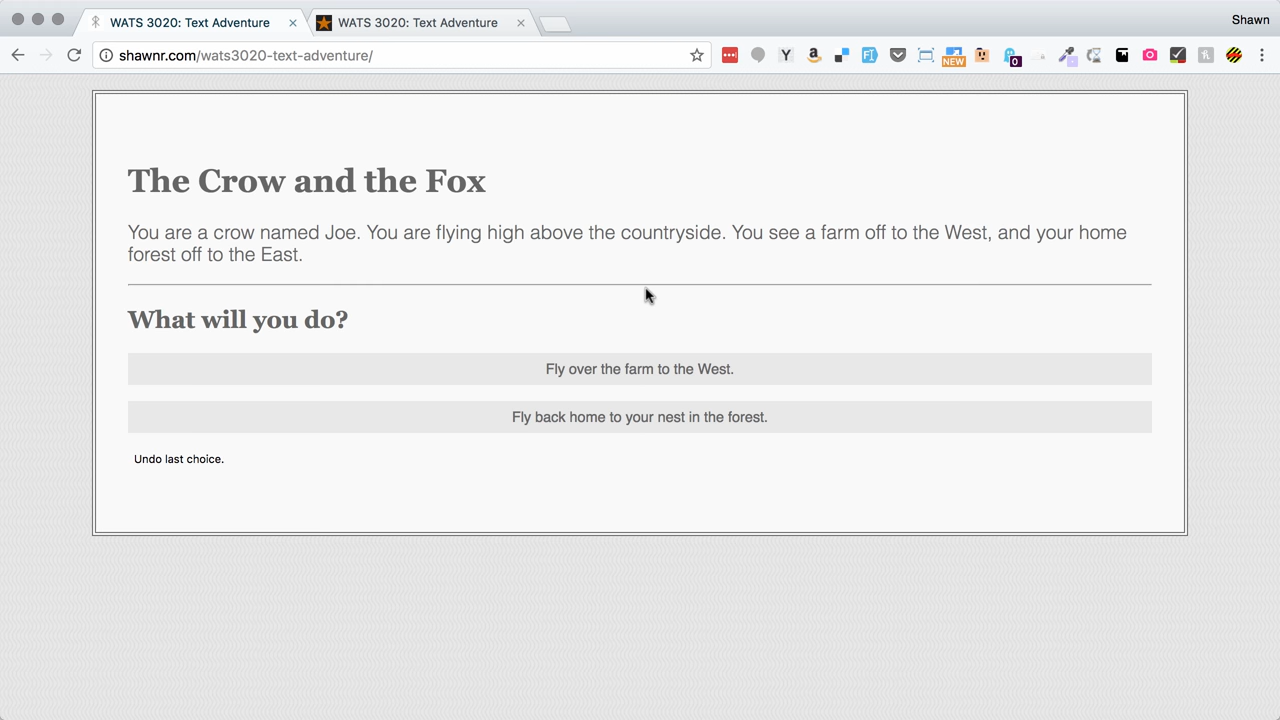 WATS 3020: Text Adventure
WATS 3020: Text Adventure
Shawn
shawnr.com/wats3020-text-adventure/
Y
a
F
NEW
0
The Crow and the Fox
You are a crow named Joe. You are flying high above the countryside. You see a farm off to the West, and your home
forest off to the East.
What will you do?
Fly over the farm to the West.
Fly back home to your nest in the forest.
Undo last choice.